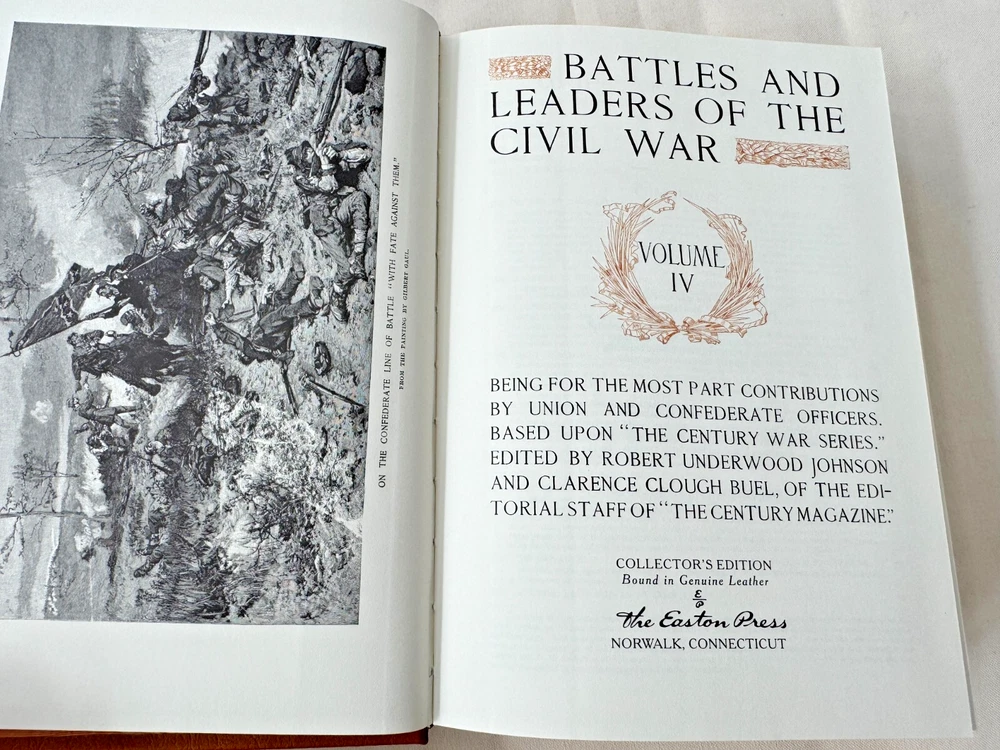 ON THE CONFEDERATE LINE OF BATTLE "WITH FATE AGAINST THEM."
FROM THE PAINTING BY GILBERT GAUL.
BATTLES AND
LEADERS OF THE
CIVIL WAR
VOLUME
IV
BEING FOR THE MOST PART CONTRIBUTIONS
BY UNION AND CONFEDERATE OFFICERS.
BASED UPON "THE CENTURY WAR SERIES."
EDITED BY ROBERT UNDERWOOD JOHNSON
AND CLARENCE CLOUGH BUEL, OF THE EDI-
TORIAL STAFF OF "THE CENTURY MAGAZINE."
COLLECTOR'S EDITION
Bound in Genuine Leather
E
P
The Easton Press
NORWALK, CONNECTICUT